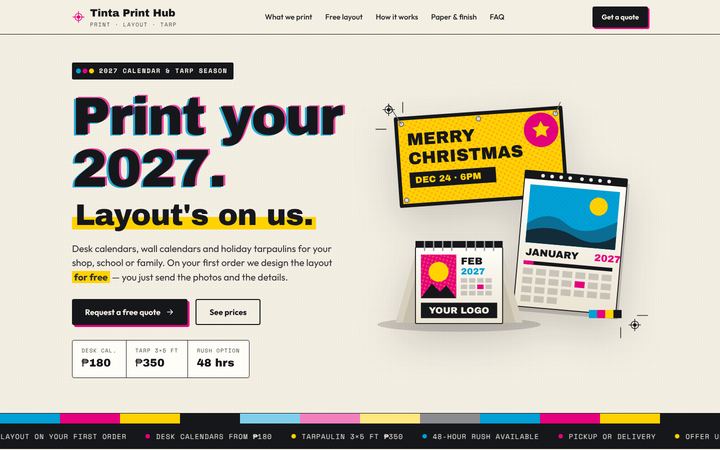 Tinta Print Hub
PRINT · LAYOUT · TARP
What we print
Free layout
How it works
Paper & finish
FAQ
Get a quote
2027 CALENDAR & TARP SEASON
Print your
2027.
Layout's on us.
Desk calendars, wall calendars and holiday tarpaulins for your
shop, school or family. On your first order we design the layout
for free — you just send the photos and the details.
Request a free quote →
See prices
DESK CAL.
₱180
TARP 3×5 FT
₱350
RUSH OPTION
48 hrs
MERRY
CHRISTMAS
DEC 24 · 6PM
JANUARY 2027
FEB
2027
YOUR LOGO
LAYOUT ON YOUR FIRST ORDER
DESK CALENDARS FROM ₱180
TARPAULIN 3×5 FT ₱350
48-HOUR RUSH AVAILABLE
PICKUP OR DELIVERY
OFFER